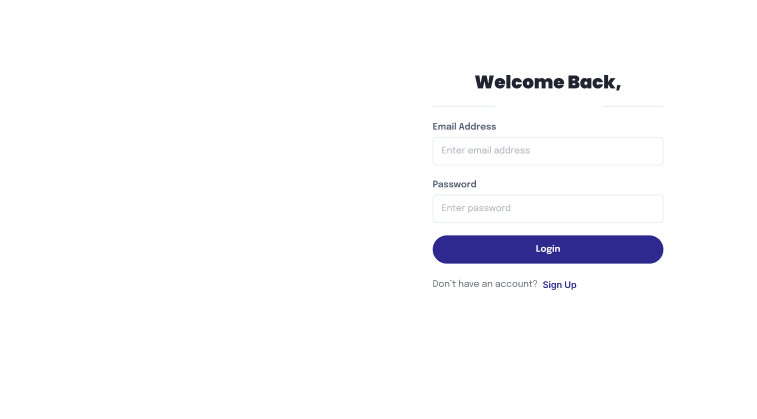 Welcome Back,
Email Address
Enter email address
Password
Enter password
Login
Don't have an account? Sign Up